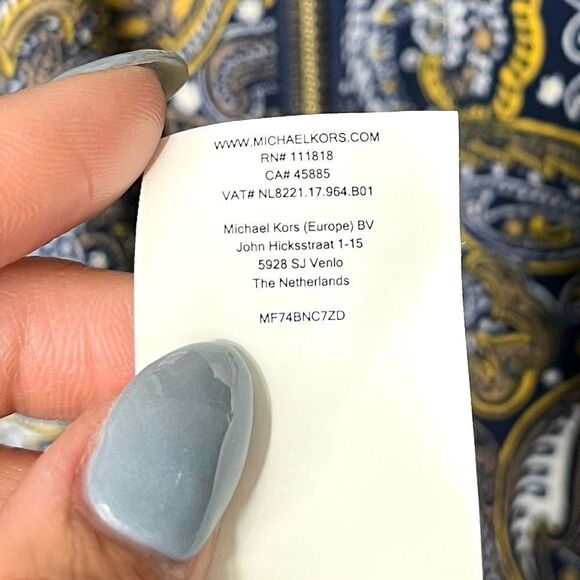 WWW.MICHAELKORS.COM
RN# 111818
CA# 45885
VAT# NL8221.17.964.B01
Michael Kors (Europe) BV
John Hicksstraat 1-15
5928 SJ Venlo
The Netherlands
MF74BNC7ZD